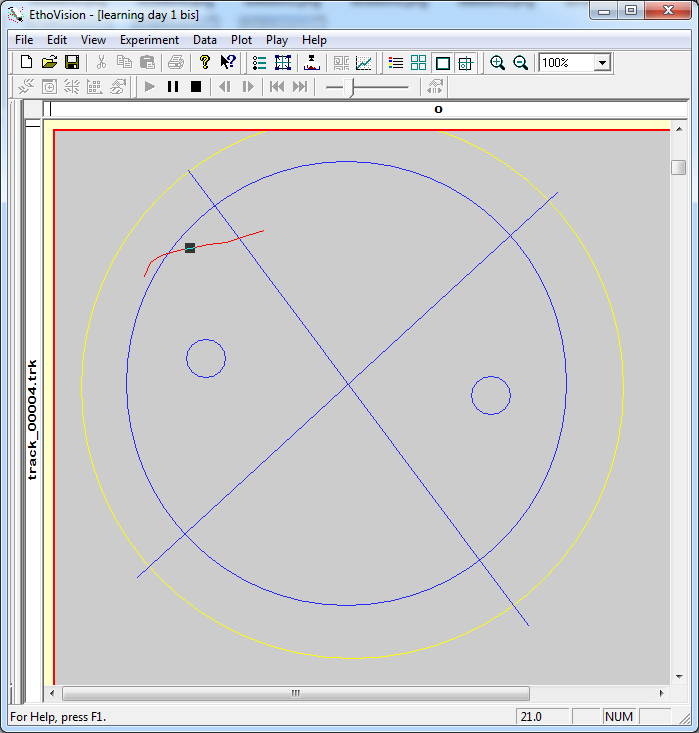 EthoVision - [learning day 1 bis]
File Edit View Experiment Data Plot Play Help
100%
0
track_00004.trk
For Help, press F1.
21.0
NUM